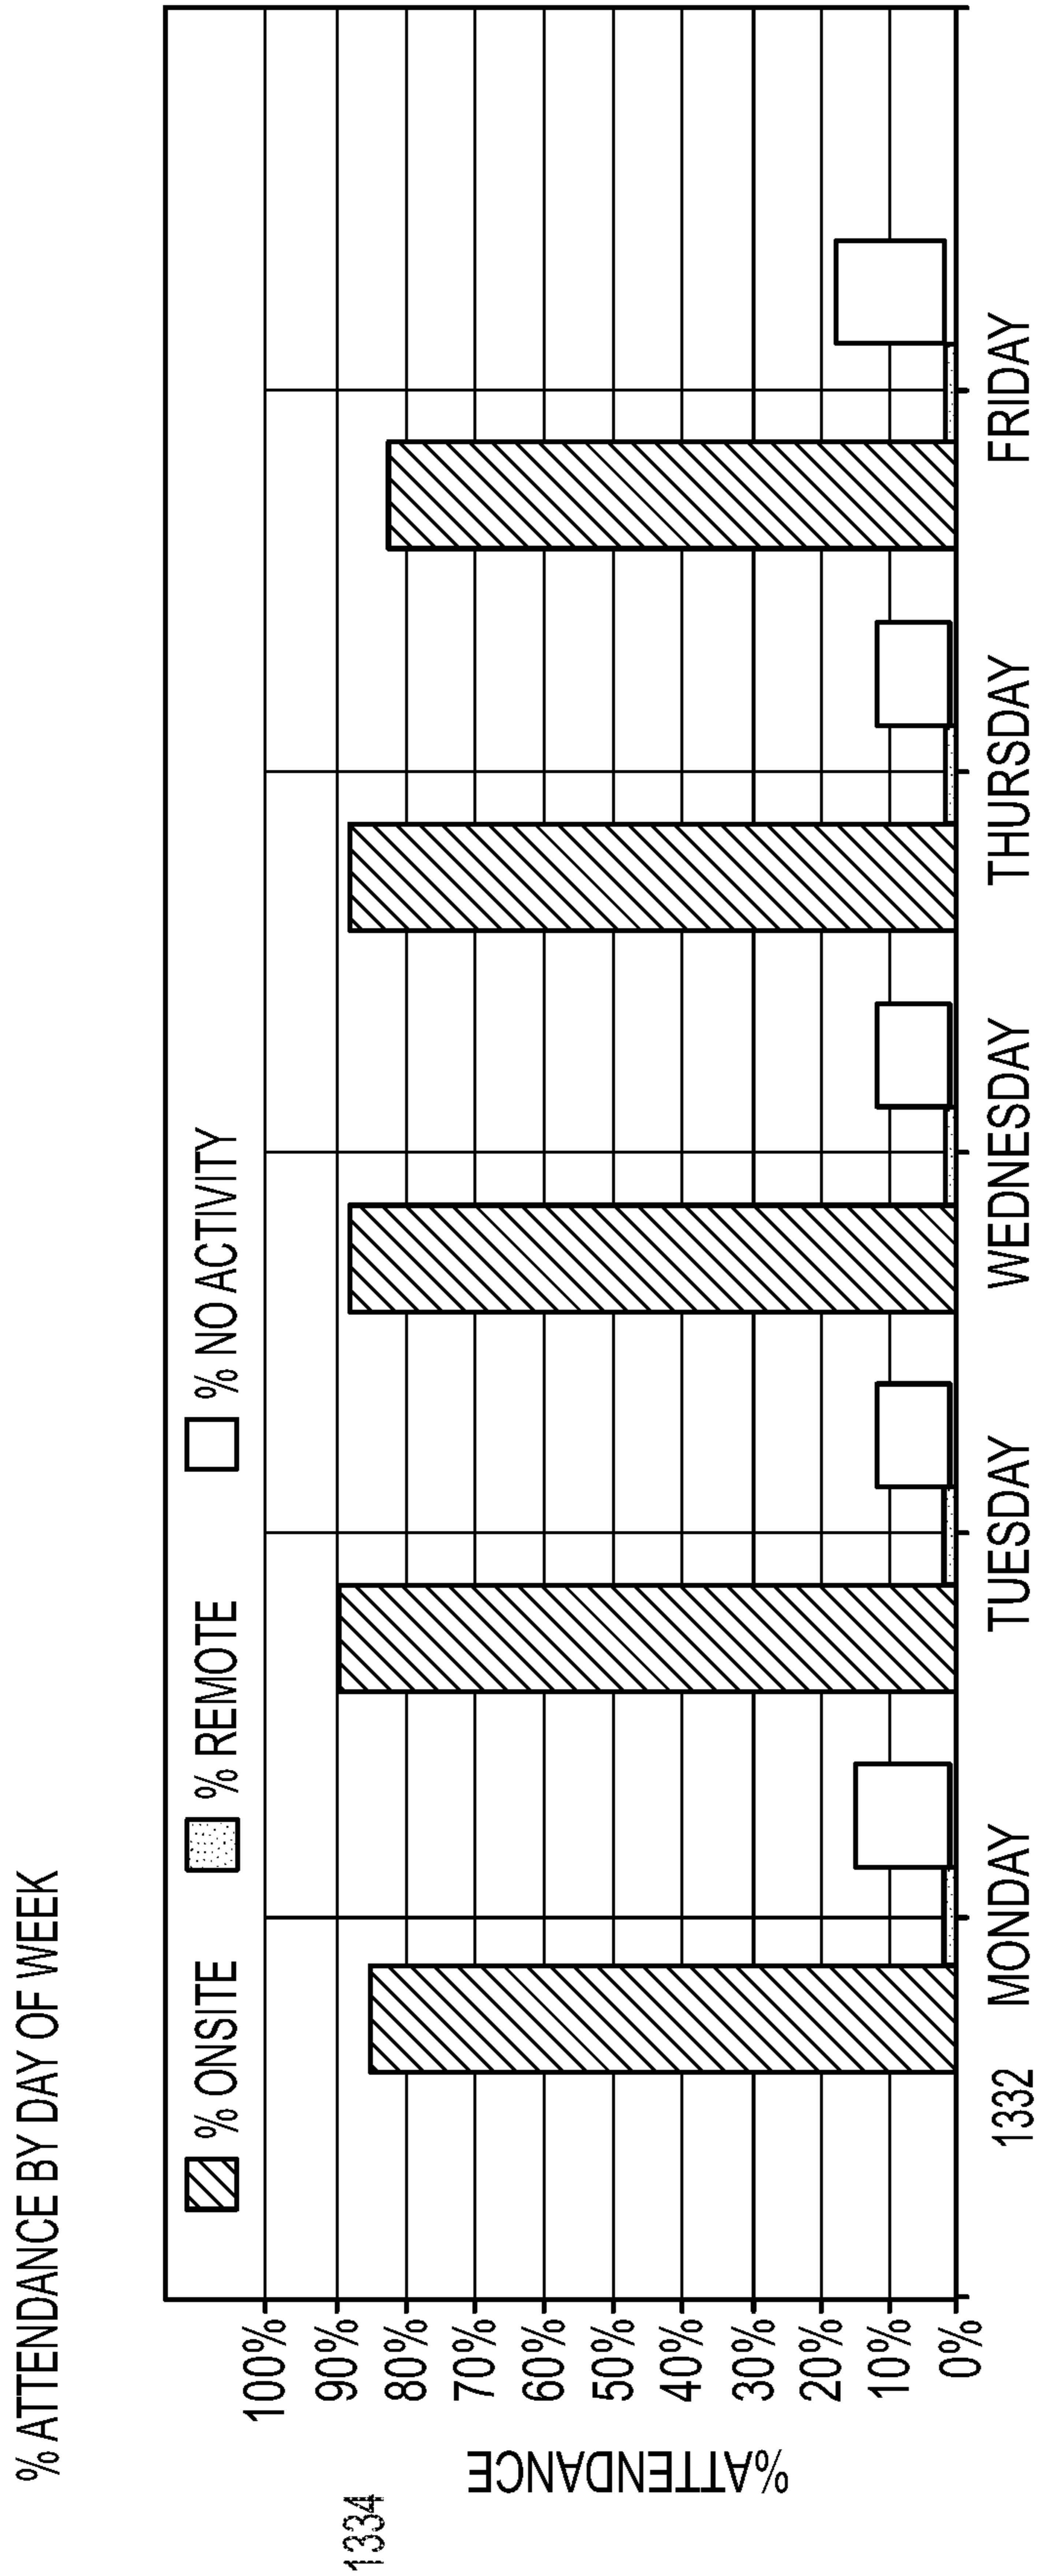 % ATTENDANCE BY DAY OF WEEK
% ONSITE
% REMOTE
% NO ACTIVITY
1334
%ATTENDANCE
100%
90%
80%
70%
60%
50%
40%
30%
20%
10%
0%
1332
MONDAY
TUESDAY
WEDNESDAY
THURSDAY
FRIDAY